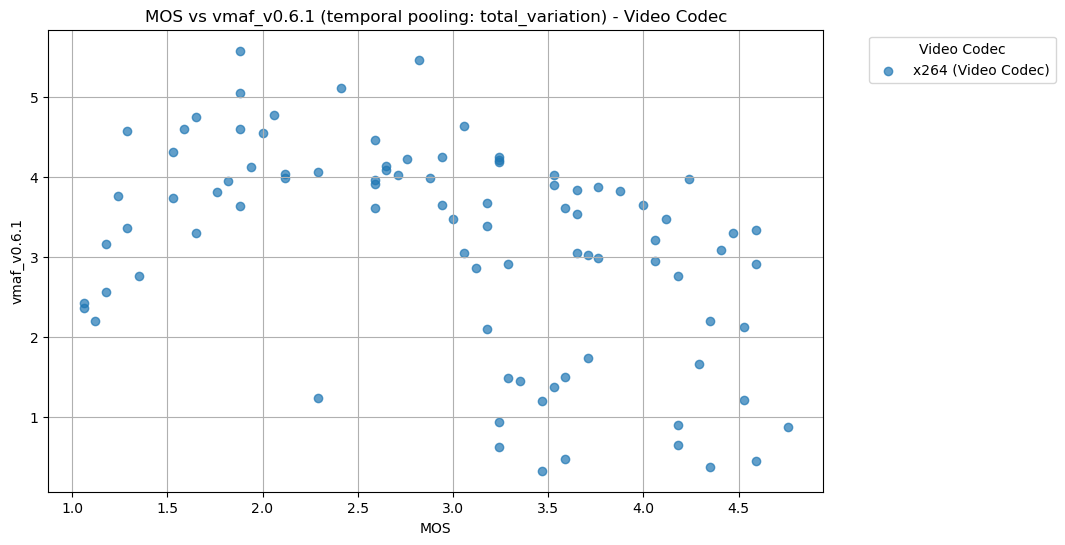 MOS vs vmaf_v0.6.1 (temporal pooling: total_variation) - Video Codec
Video Codec
x264 (Video Codec)
vmaf_v0.6.1
5
4
3
2
1
1.0 1.5 2.0 2.5 3.0 3.5 4.0 4.5
MOS